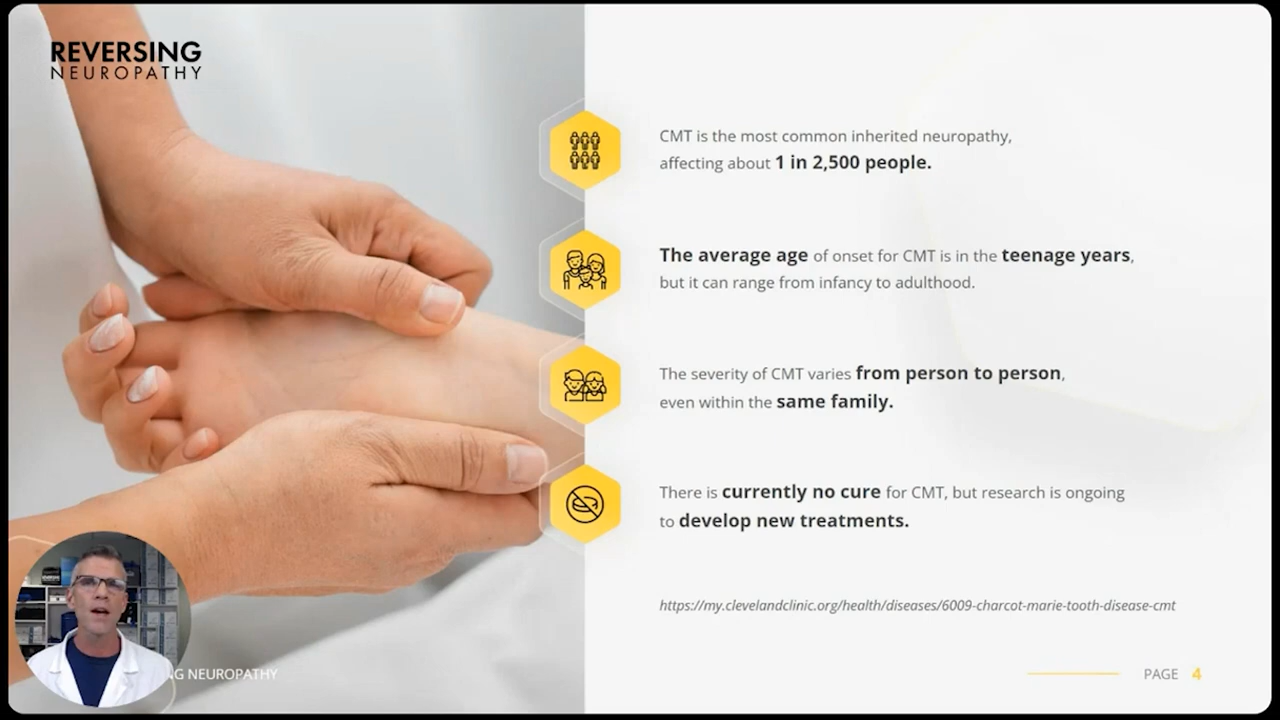 REVERSING
NEUROPATHY
CMT is the most common inherited neuropathy,
affecting about 1 in 2,500 people.
The average age of onset for CMT is in the teenage years,
but it can range from infancy to adulthood.
The severity of CMT varies from person to person,
even within the same family.
There is currently no cure for CMT, but research is ongoing
to develop new treatments.
https://my.clevelandclinic.org/health/diseases/6009-charcot-marie-tooth-disease-cmt
NEUROPATHY
PAGE 4